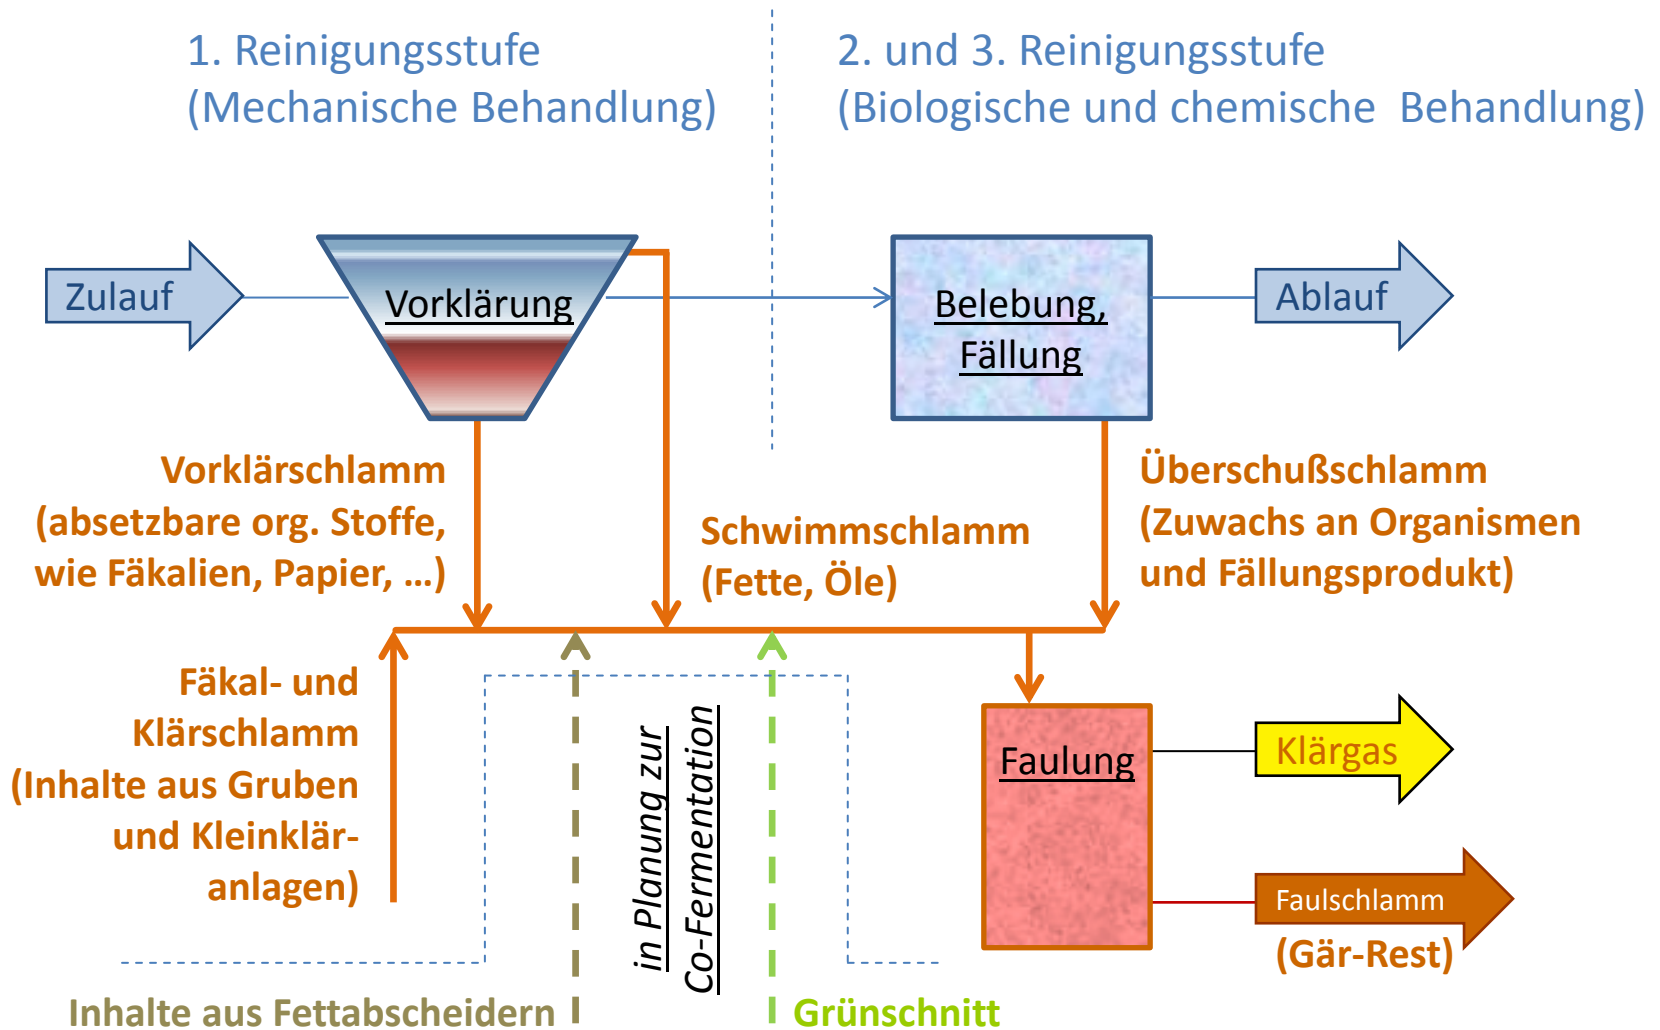 1. Reinigungsstufe
(Mechanische Behandlung)
2. und 3. Reinigungsstufe
(Biologische und chemische  Behandlung)
Zulauf
Vorklärung
Belebung,
Fällung
Ablauf
Vorklärschlamm
(absetzbare org. Stoffe,
wie Fäkalien, Papier, ...)
Schwimmschlamm
(Fette, Öle)
Überschußschlamm
(Zuwachs an Organismen
und Fällungsprodukt)
Fäkal- und
Klärschlamm
(Inhalte aus Gruben
und Kleinklär-
anlagen)
in Planung zur
Co-Fermentation
Faulung
Klärgas
Faulschlamm
(Gär-Rest)
Inhalte aus Fettabscheidern
Grünschnitt